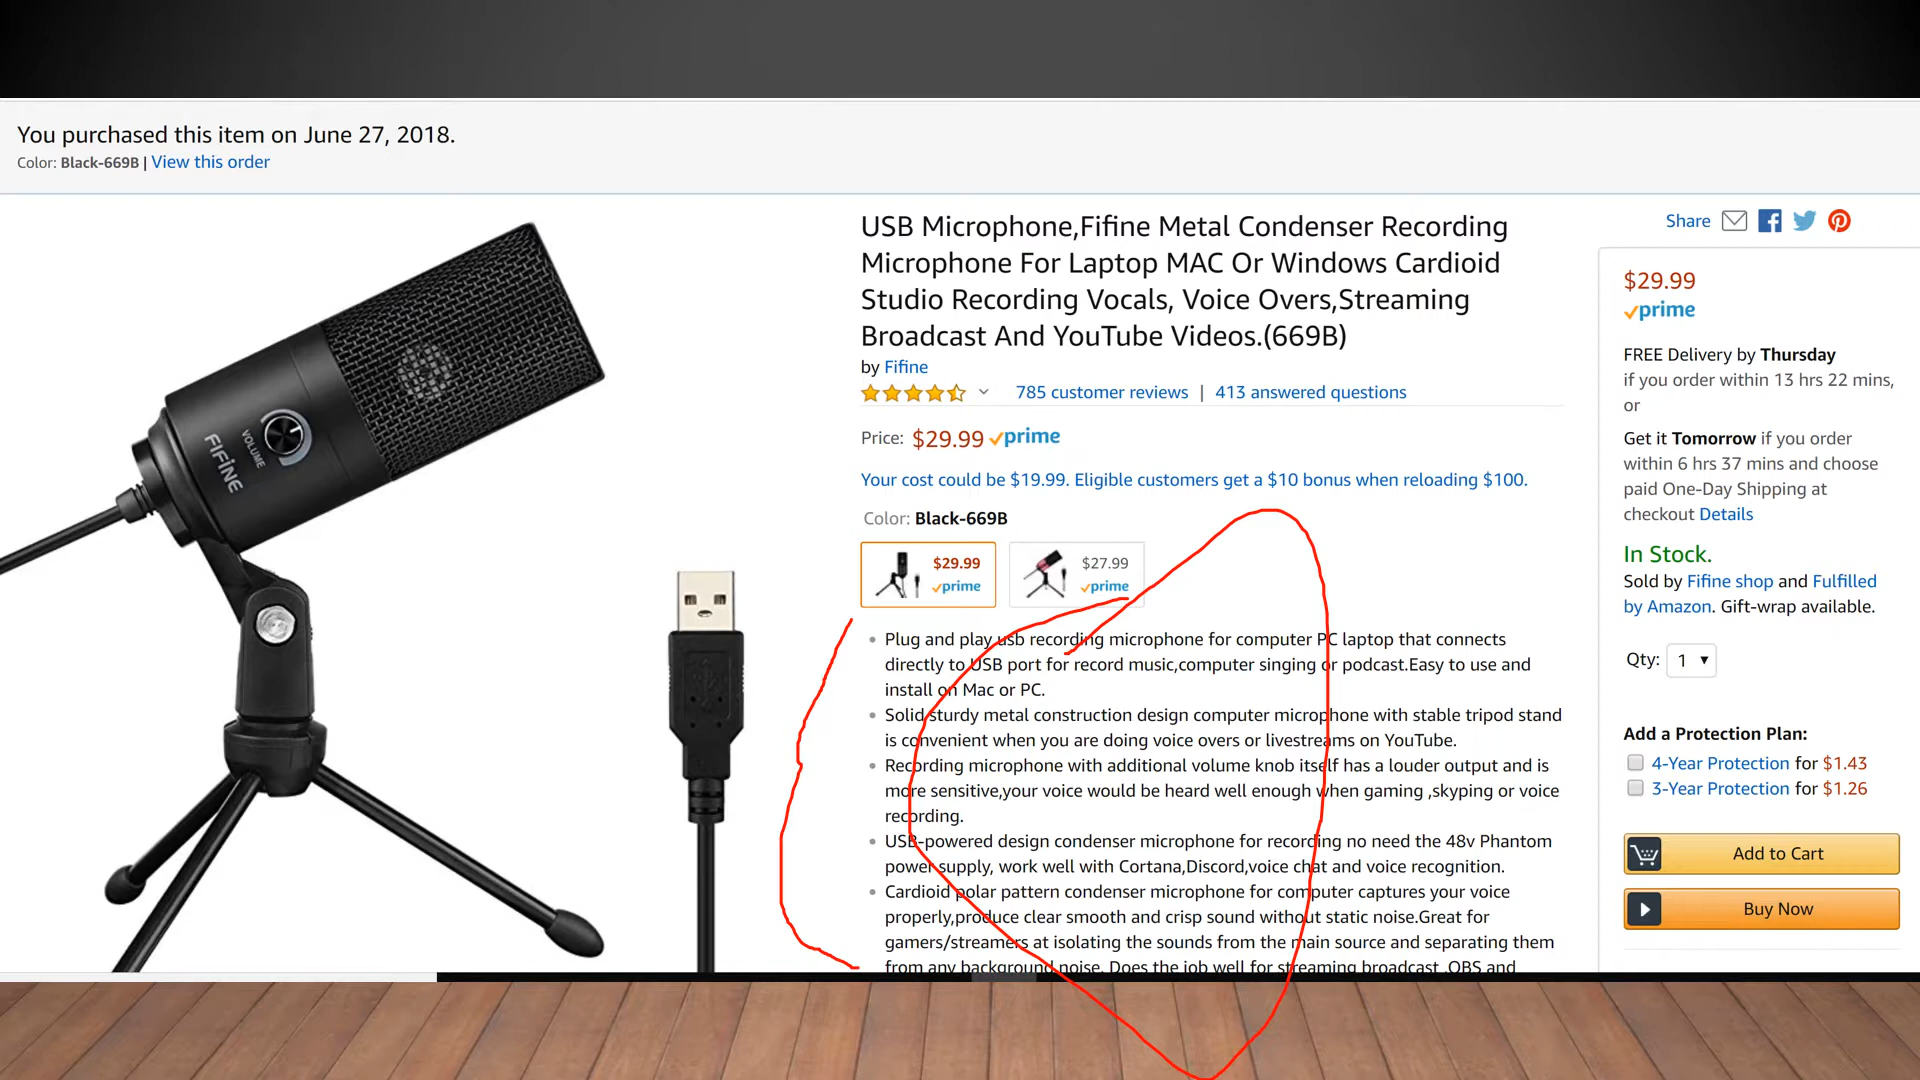 You purchased this item on June 27, 2018.
Color: Black-669B | View this order
FIFINE
VOLUME
USB Microphone,Fifine Metal Condenser Recording
Microphone For Laptop MAC Or Windows Cardioid
Studio Recording Vocals, Voice Overs,Streaming
Broadcast And YouTube Videos.(669B)
by Fifine
785 customer reviews | 413 answered questions
Price: $29.99 prime
Your cost could be $19.99. Eligible customers get a $10 bonus when reloading $100.
Color: Black-669B
$29.99
prime
$27.99
prime
Plug and play usb recording microphone for computer PC laptop that connects
directly to USB port for record music,computer singing or podcast.Easy to use and
install on Mac or PC.
Solid sturdy metal construction design computer microphone with stable tripod stand
is convenient when you are doing voice overs or livestreams on YouTube.
Recording microphone with additional volume knob itself has a louder output and is
more sensitive,your voice would be heard well enough when gaming ,skyping or voice
recording.
USB-powered design condenser microphone for recording no need the 48v Phantom
power supply, work well with Cortana,Discord,voice chat and voice recognition.
Cardioid polar pattern condenser microphone for computer captures your voice
properly,produce clear smooth and crisp sound without static noise.Great for
gamers/streamers at isolating the sounds from the main source and separating them
from any background noise. Does the job well for streaming broadcast ,OBS and
Share
$29.99
prime
FREE Delivery by Thursday
if you order within 13 hrs 22 mins,
or
Get it Tomorrow if you order
within 6 hrs 37 mins and choose
paid One-Day Shipping at
checkout Details
In Stock.
Sold by Fifine shop and Fulfilled
by Amazon. Gift-wrap available.
Qty: 1
Add a Protection Plan:
4-Year Protection for $1.43
3-Year Protection for $1.26
Add to Cart
Buy Now